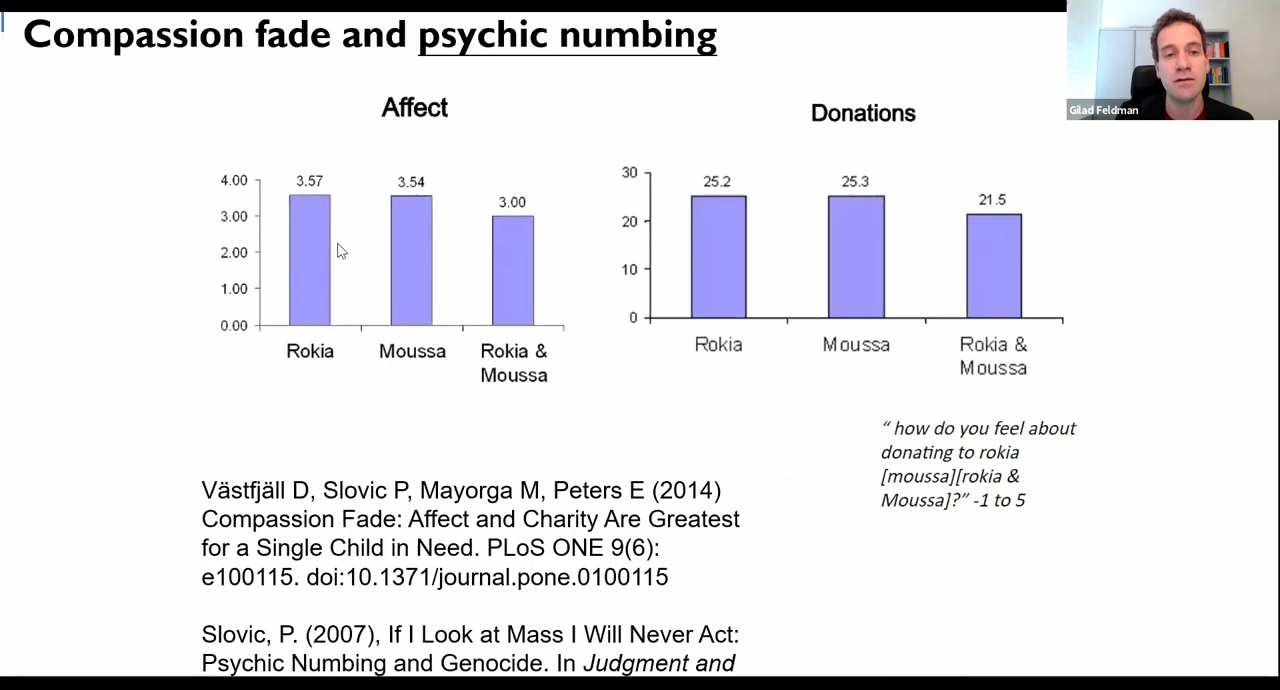 Compassion fade and psychic numbing
Gilad Feldman
Affect
4.00
3.00
2.00
1.00
0.00
3.57
3.54
3.00
Rokia
Moussa
Rokia &
Moussa
Donations
30
20
10
0
25.2
25.3
21.5
Rokia
Moussa
Rokia &
Moussa
“ how do you feel about
donating to rokia
[moussa][rokia &
Moussa]?” -1 to 5
Västfjäll D, Slovic P, Mayorga M, Peters E (2014)
Compassion Fade: Affect and Charity Are Greatest
for a Single Child in Need. PLoS ONE 9(6):
e100115. doi:10.1371/journal.pone.0100115
Slovic, P. (2007), If I Look at Mass I Will Never Act:
Psychic Numbing and Genocide. In Judgment and